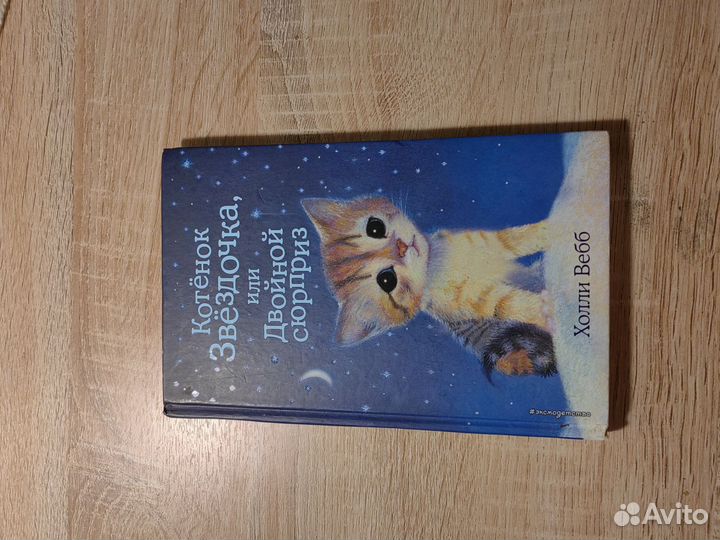 Котёнок
Звёздочка,
или
Двойной
сюрприз
Холли Вебб
#эксмодетство
Avito